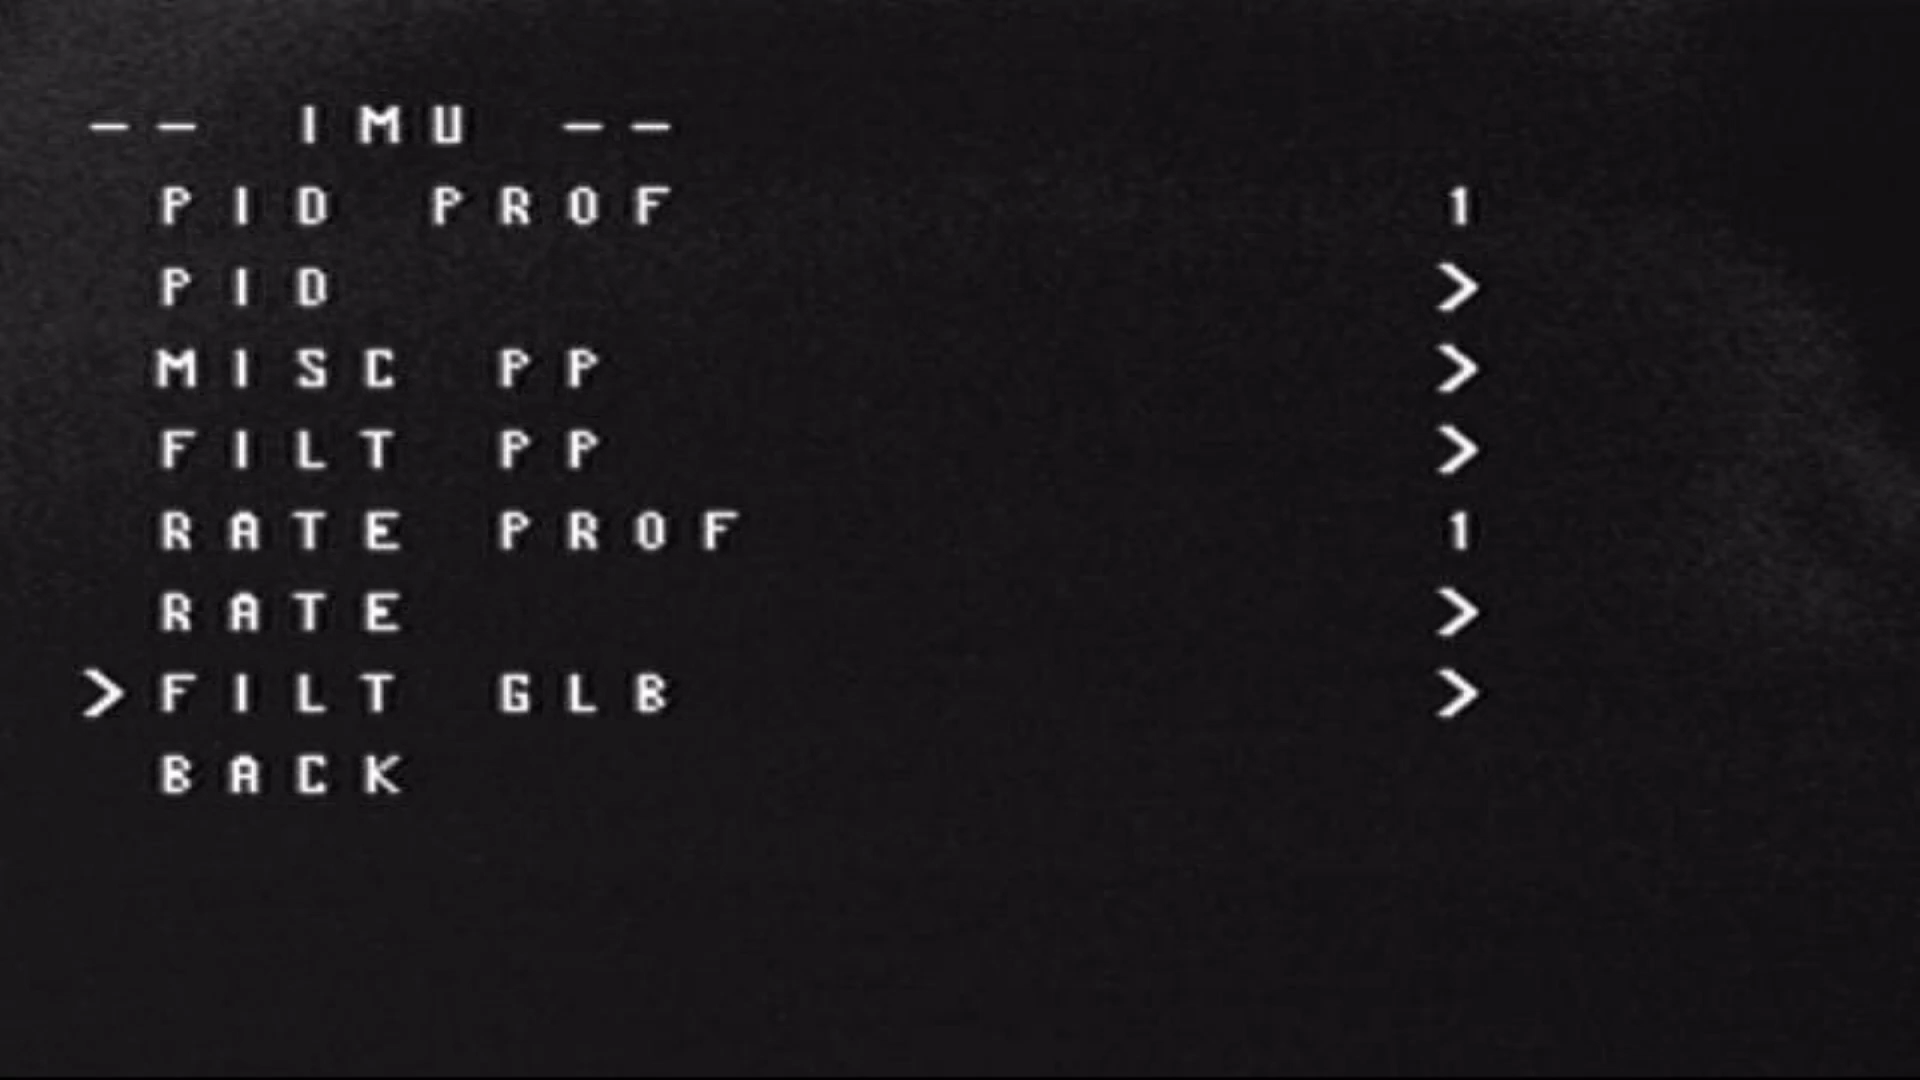 -- IMU --
PID PROF 1
PID >
MISC PP >
FILT PP >
RATE PROF 1
RATE >
>FILT GLB >
BACK